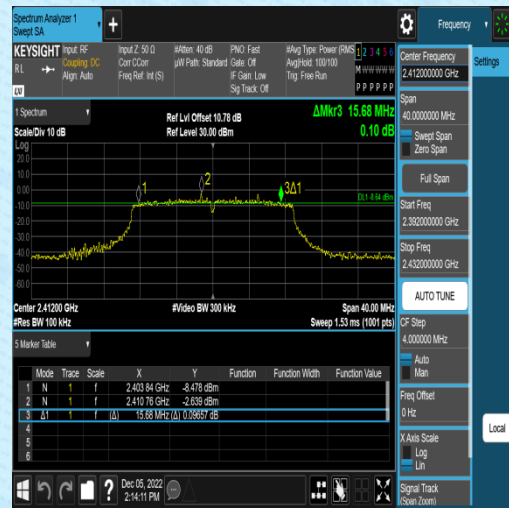 Spectrum Analyzer 1
Swept SA
Frequency
KEYSIGHT
Input: RF
Coupling: DC
Align: Auto
Input Z: 50 Ω
Corr CCorr
Freq Ref: Int (S)
#Atten: 40 dB
µW Path: Standard
PNO: Fast
Gate: Off
IF Gain: Low
Sig Track: Off
#Avg Type: Power (RMS
Avg|Hold: 100/100
Trig: Free Run
1 2 3 4 5 6
M W W W W W
P P P P P P
RL
LXI
1 Spectrum
Scale/Div 10 dB
Ref Lvl Offset 10.78 dB
Ref Level 30.00 dBm
ΔMkr3 15.68 MHz
0.10 dB
Log
20.0
10.0
0.00
-10.0
-20.0
-30.0
-40.0
-50.0
-60.0
1
2
3Δ1
DL1 -8.64 dBm
Center 2.41200 GHz
#Res BW 100 kHz
#Video BW 300 kHz
Span 40.00 MHz
Sweep 1.53 ms (1001 pts)
5 Marker Table
Mode Trace Scale X Y Function Function Width Function Value
1 N 1 f 2.403 84 GHz -8.478 dBm
2 N 1 f 2.410 76 GHz -2.639 dBm
3 Δ1 1 f (Δ) 15.68 MHz (Δ) 0.09657 dB
4
5
6
Dec 05, 2022
2:14:11 PM
Center Frequency
2.412000000 GHz
Span
40.0000000 MHz
Swept Span
Zero Span
Full Span
Start Freq
2.392000000 GHz
Stop Freq
2.432000000 GHz
AUTO TUNE
CF Step
4.000000 MHz
Auto
Man
Freq Offset
0 Hz
X Axis Scale
Log
Lin
Signal Track
(Span Zoom)
Settings
Local